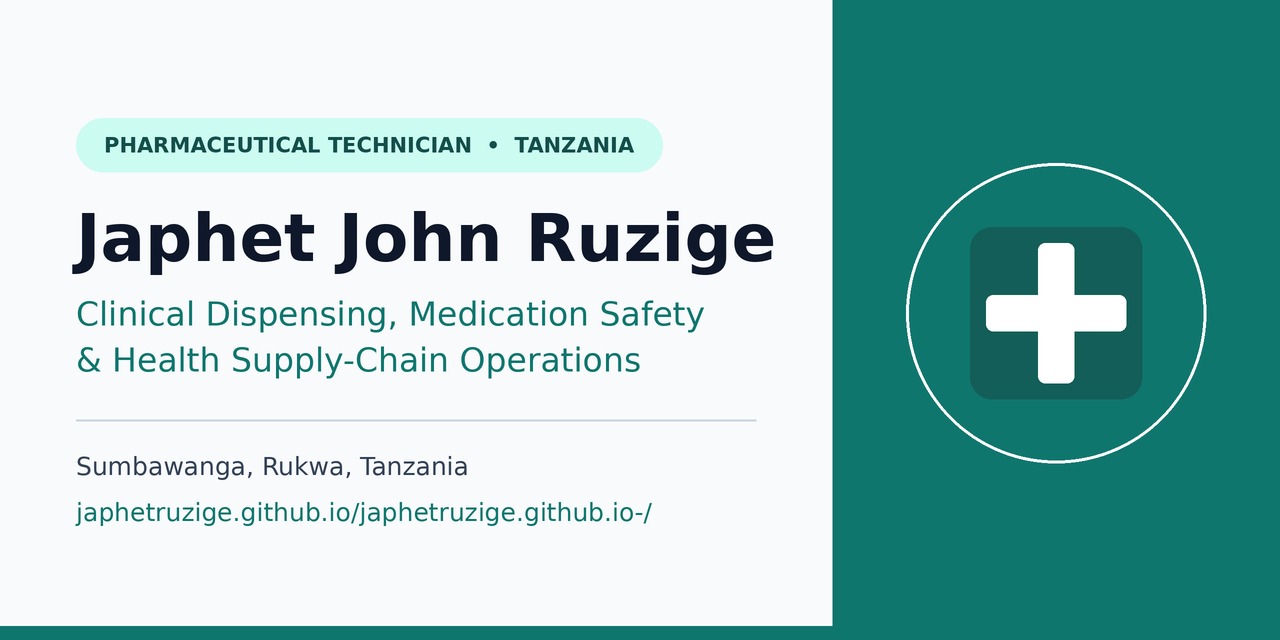 PHARMACEUTICAL TECHNICIAN • TANZANIA
Japhet John Ruzige
Clinical Dispensing, Medication Safety
& Health Supply-Chain Operations
Sumbawanga, Rukwa, Tanzania
japhetruzige.github.io/japhetruzige.github.io-/